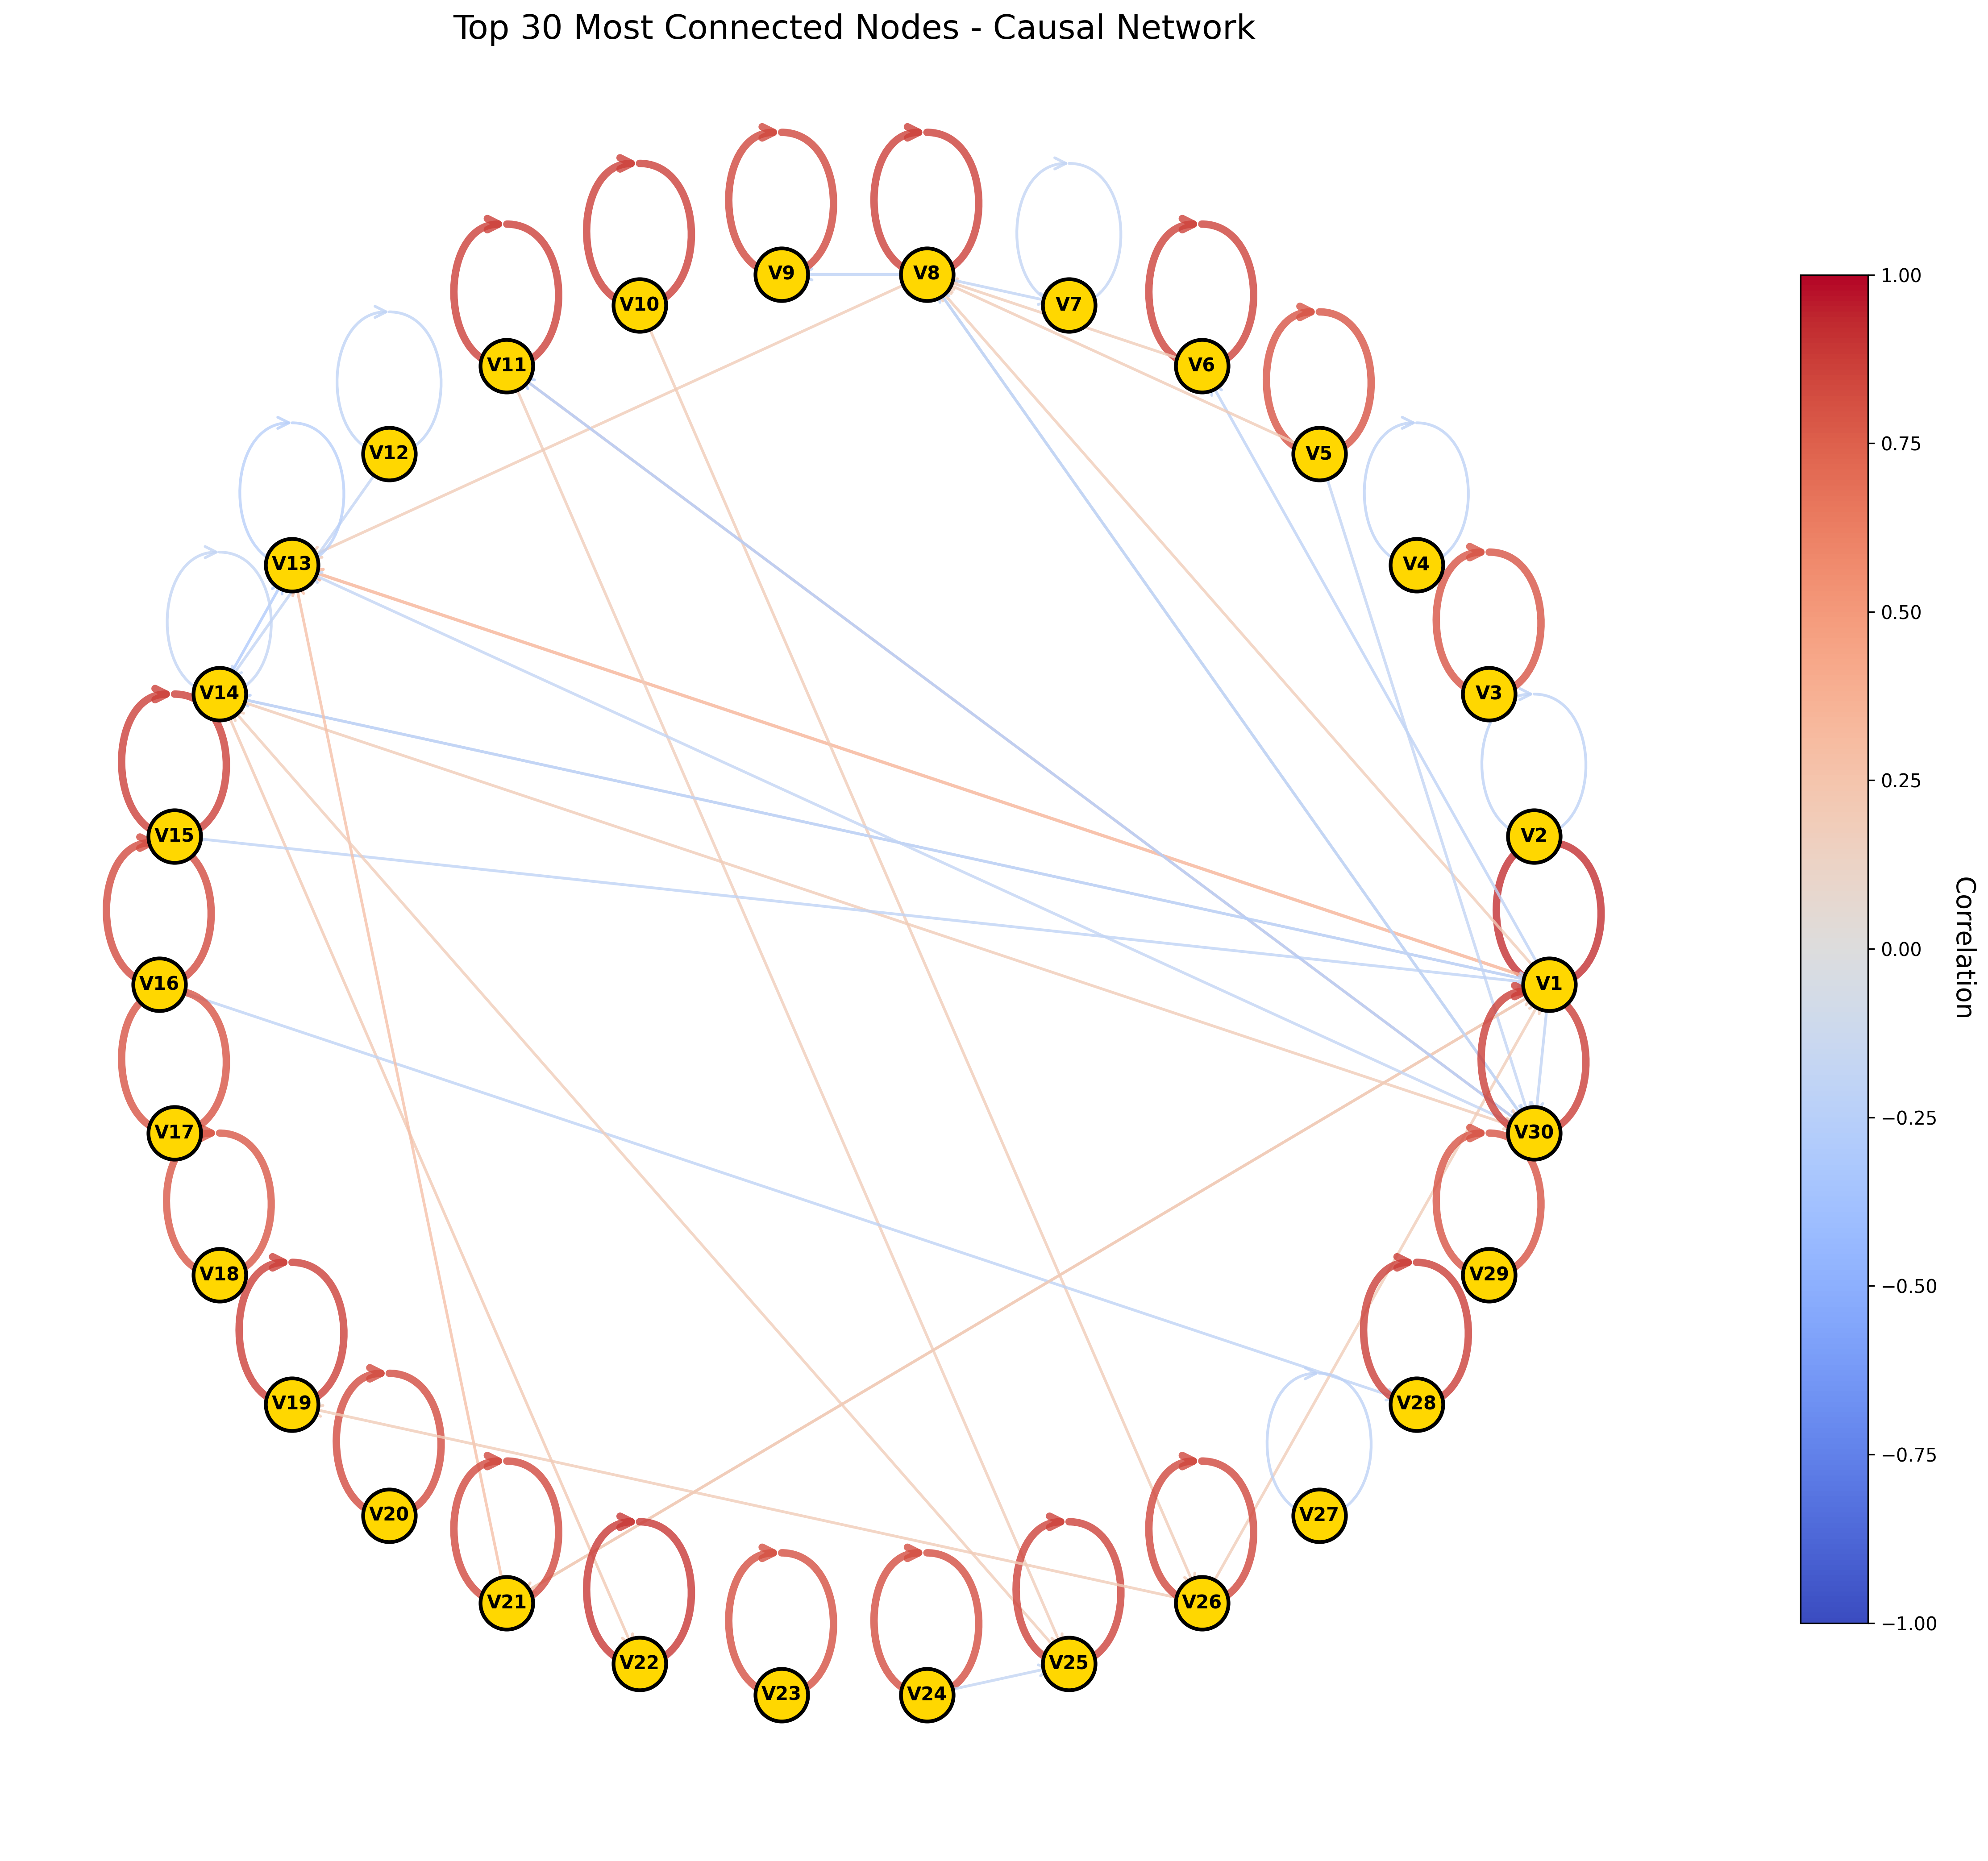 Top 30 Most Connected Nodes - Causal Network
V9
V8
V10
V7
V11
V6
V12
V5
V13
V4
V14
V3
V15
V2
V16
V1
V17
V30
V18
V29
V19
V28
V20
V27
V21
V26
V22
V25
V23
V24
1.00
0.75
0.50
0.25
0.00
−0.25
−0.50
−0.75
−1.00
Correlation